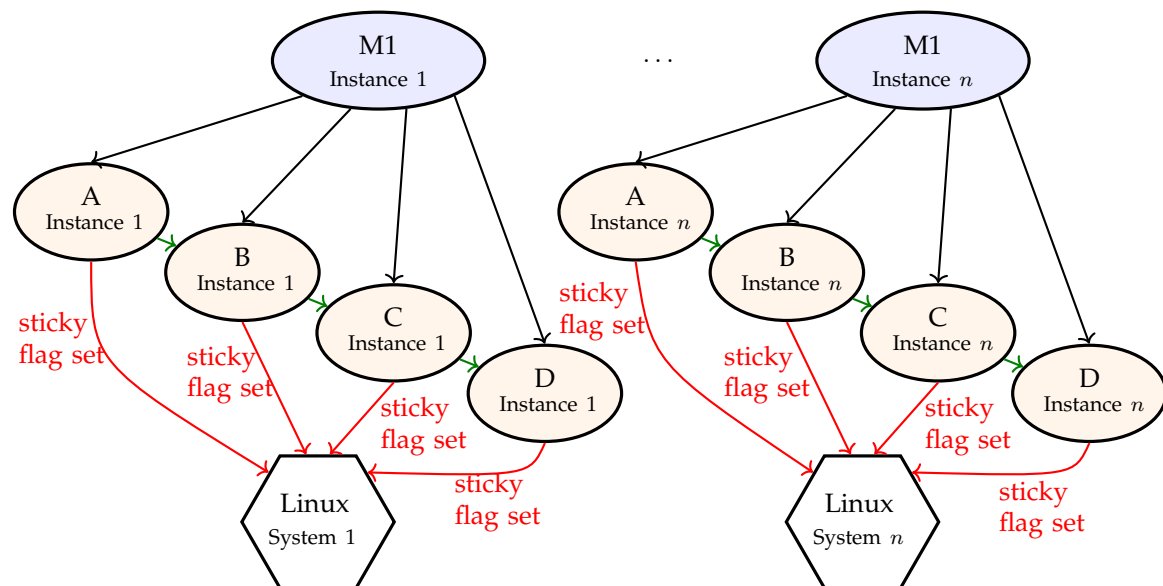 M1
Instance 1
...
M1
Instance n
A
Instance 1
A
Instance n
B
Instance 1
B
Instance n
C
Instance 1
C
Instance n
D
Instance 1
D
Instance n
sticky
flag set
sticky
flag set
sticky
flag set
sticky
flag set
sticky
flag set
sticky
flag set
sticky
flag set
sticky
flag set
Linux
System 1
Linux
System n